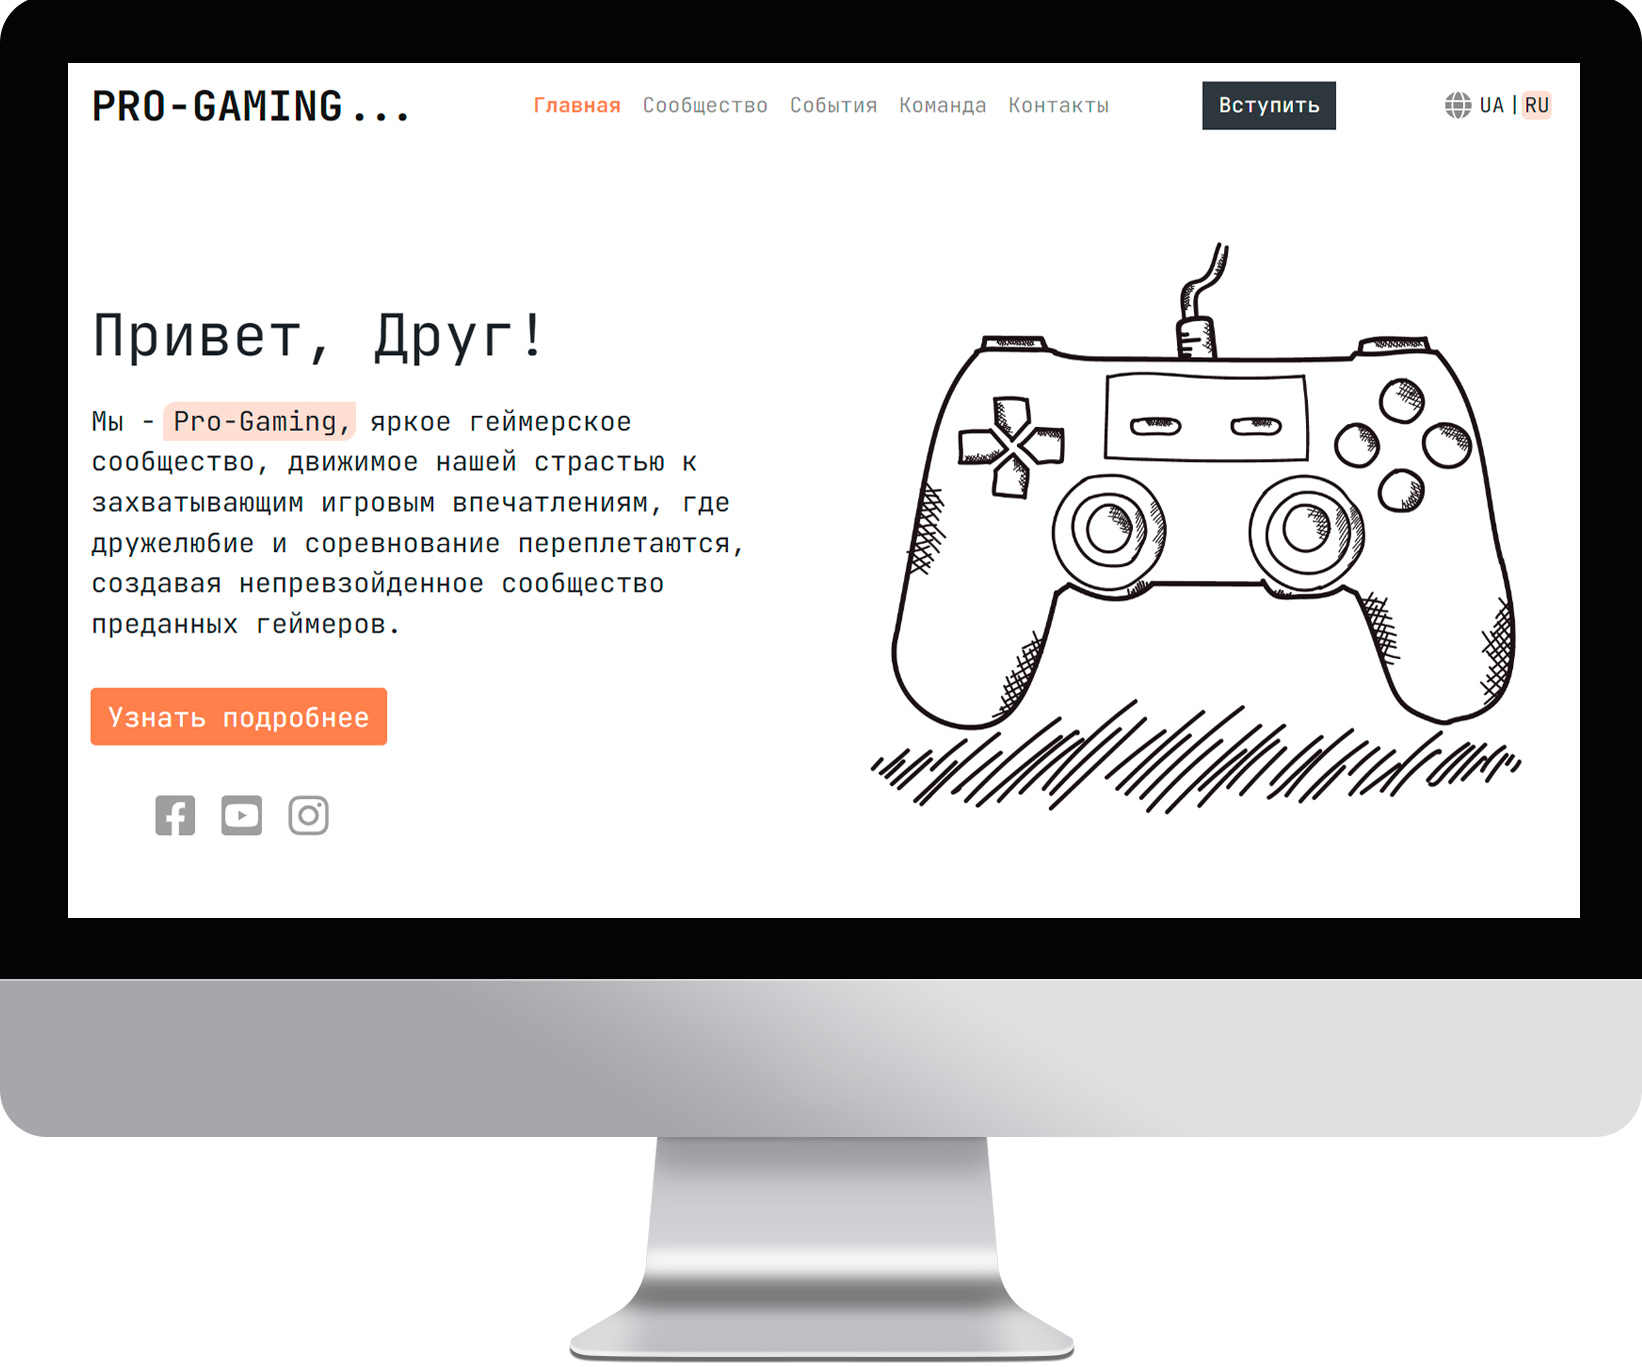 PRO-GAMING...
Главная Сообщество События Команда Контакты
Вступить
UA | RU
Привет, Друг!
Мы - Pro-Gaming, яркое геймерское
сообщество, движимое нашей страстью к
захватывающим игровым впечатлениям, где
дружелюбие и соревнование переплетаются,
создавая непревзойденное сообщество
преданных геймеров.
Узнать подробнее